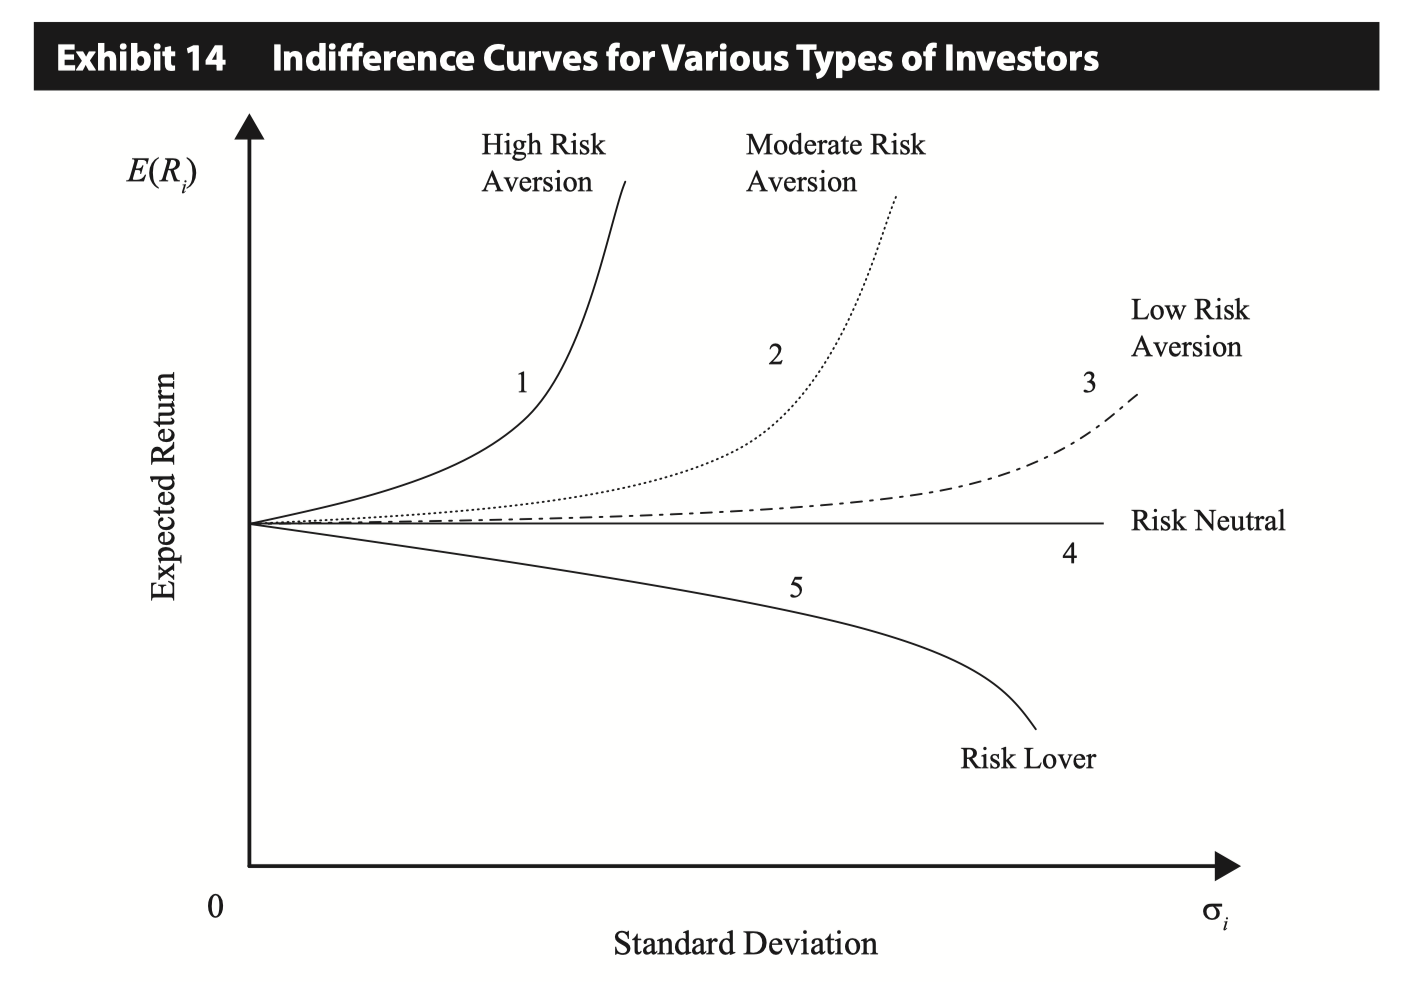 Exhibit 14 Indifference Curves for Various Types of Investors
E(Ri)
High Risk
Aversion
Moderate Risk
Aversion
Low Risk
Aversion
1
2
3
Expected Return
Risk Neutral
4
5
Risk Lover
0
σi
Standard Deviation